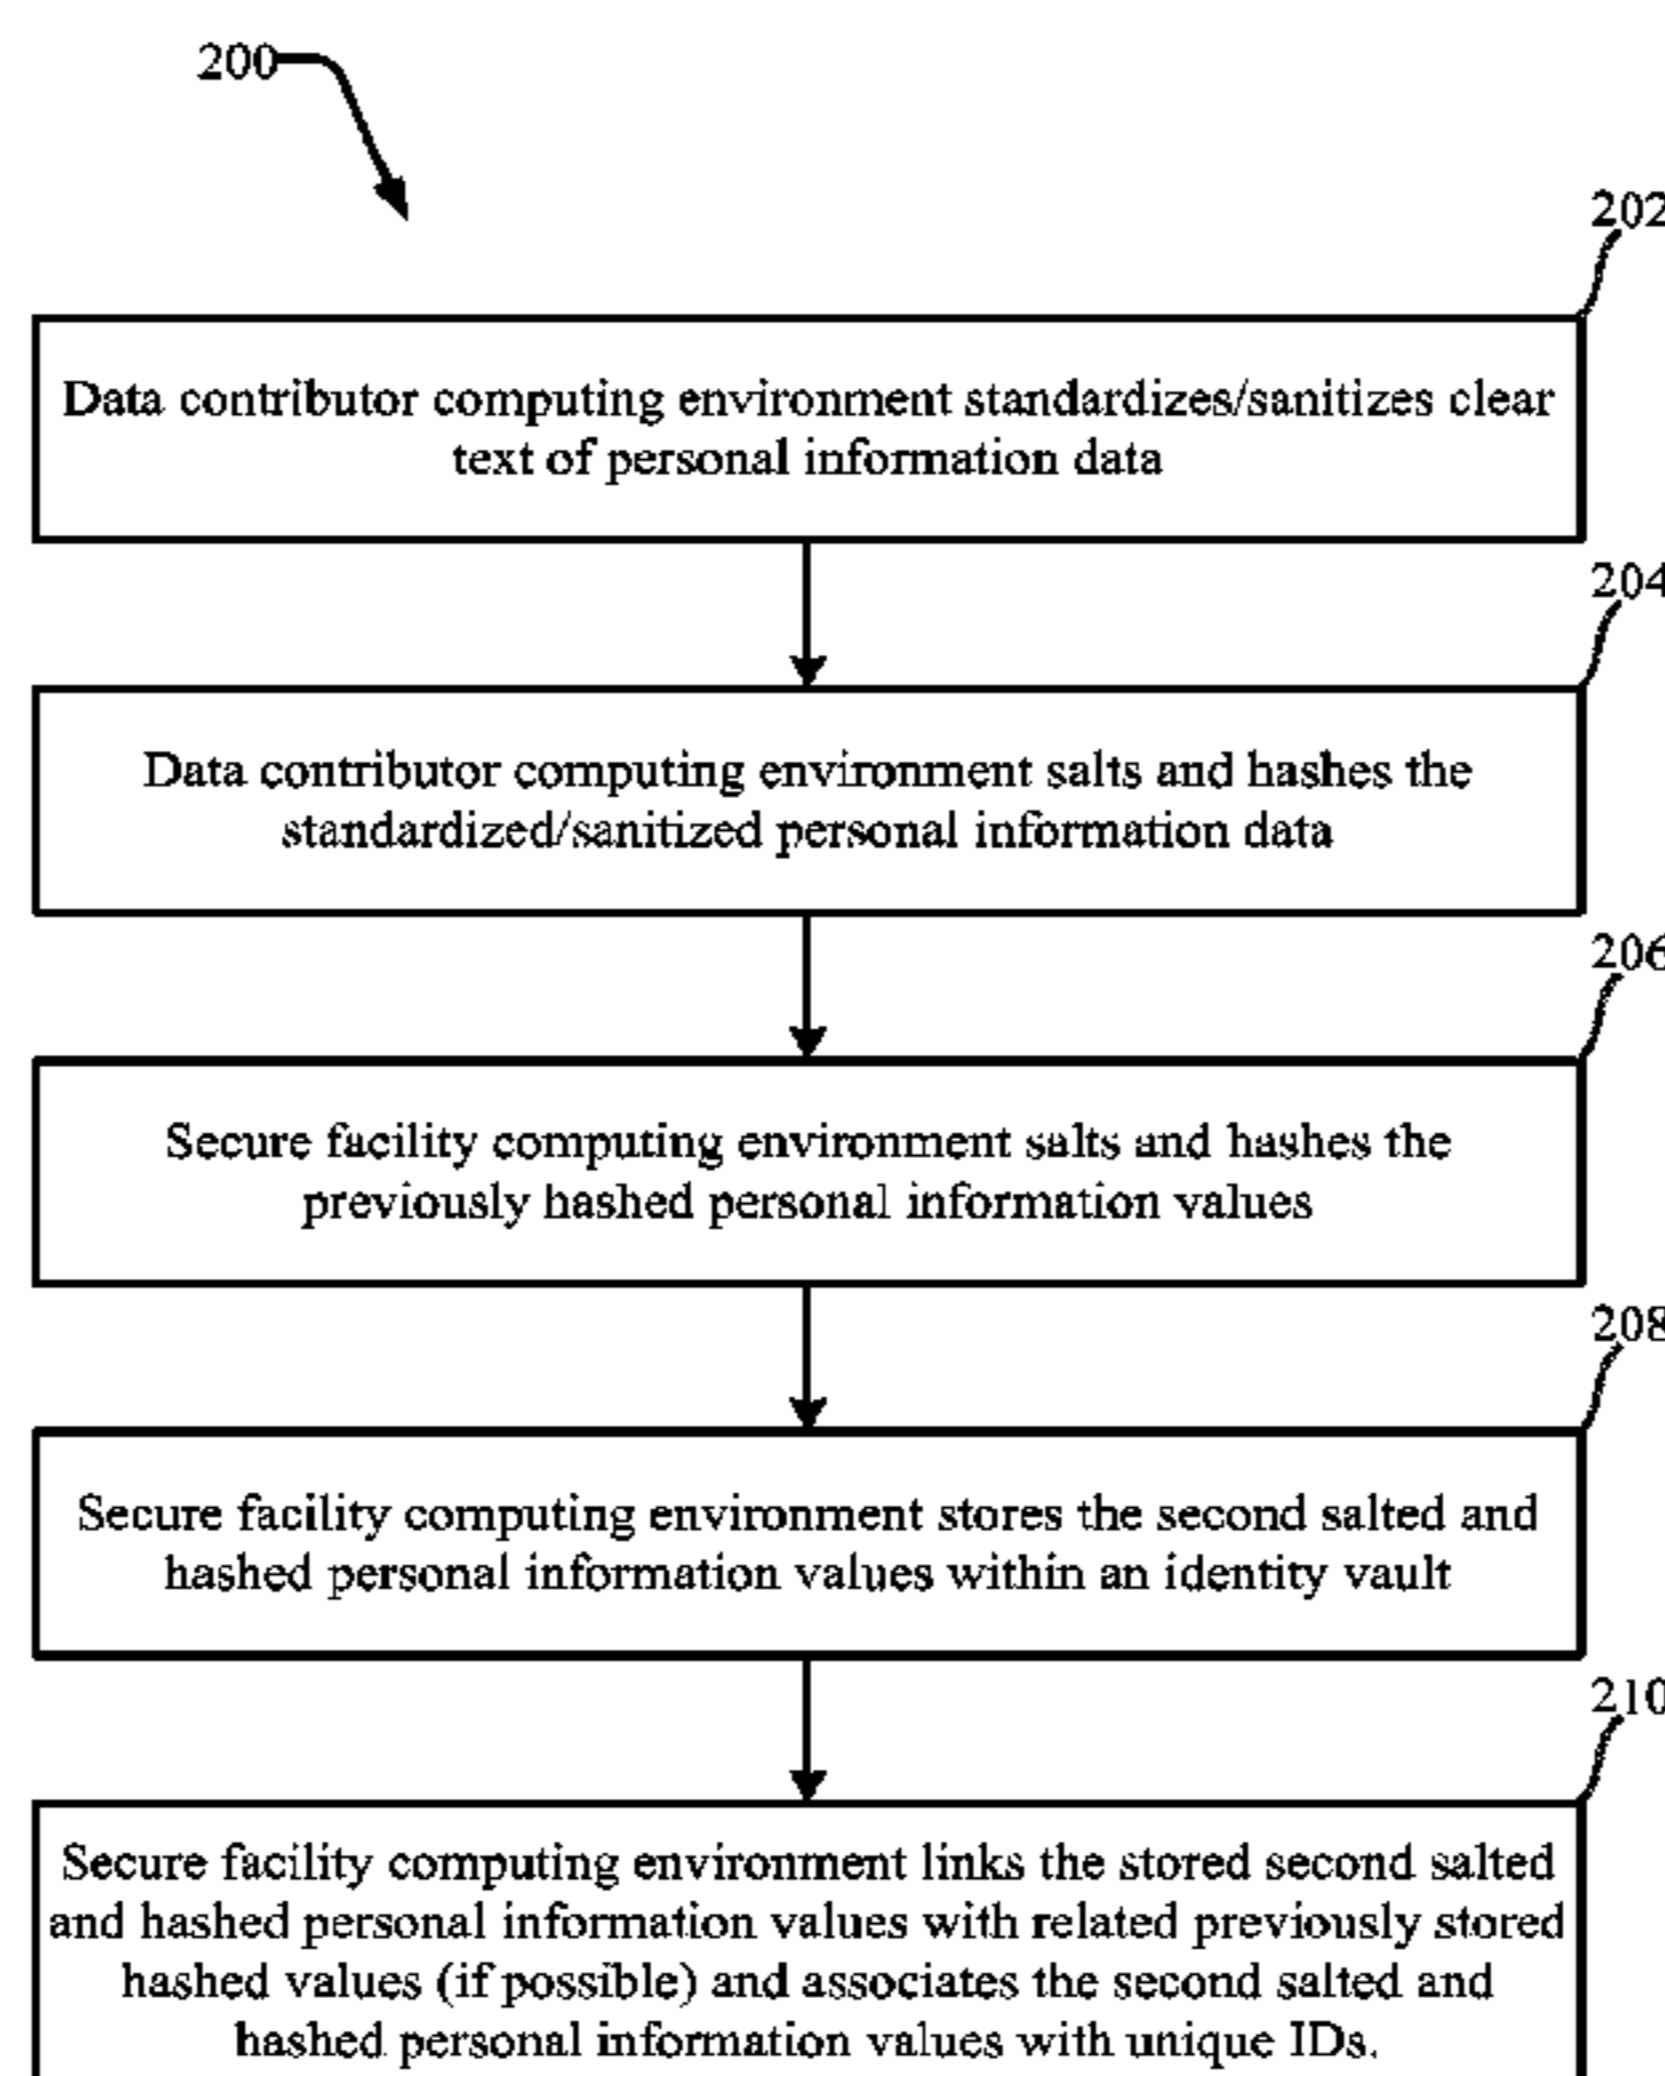 200
202
Data contributor computing environment standardizes/sanitizes clear
text of personal information data
204
Data contributor computing environment salts and hashes the
standardized/sanitized personal information data
206
Secure facility computing environment salts and hashes the
previously hashed personal information values
208
Secure facility computing environment stores the second salted and
hashed personal information values within an identity vault
210
Secure facility computing environment links the stored second salted
and hashed personal information values with related previously stored
hashed values (if possible) and associates the second salted and
hashed personal information values with unique IDs.